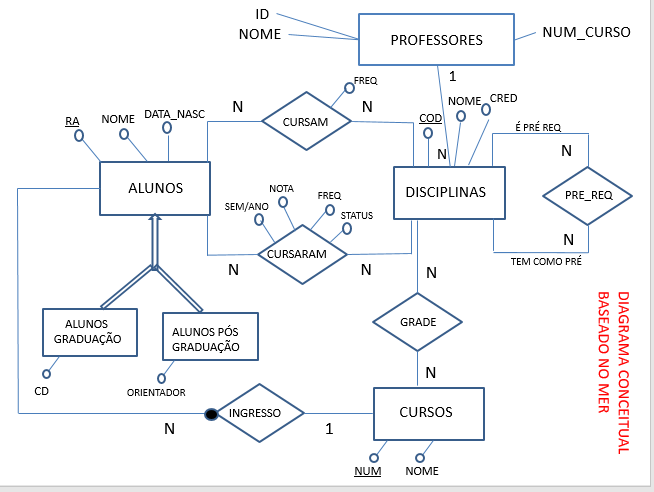 ID
NOME
PROFESSORES
NUM_CURSO
1
FREQ
N
N
CURSAM
RA
NOME
DATA_NASC
COD
NOME
CRED
N
É PRÉ REQ
N
ALUNOS
DISCIPLINAS
PRE_REQ
SEM/ANO
NOTA
FREQ
STATUS
CURSARAM
N
N
N
TEM COMO PRÉ
N
DIAGRAMA CONCEITUAL
BASEADO NO MER
ALUNOS
GRADUAÇÃO
ALUNOS PÓS
GRADUAÇÃO
GRADE
CD
ORIENTADOR
N
INGRESSO
CURSOS
N
1
NUM
NOME